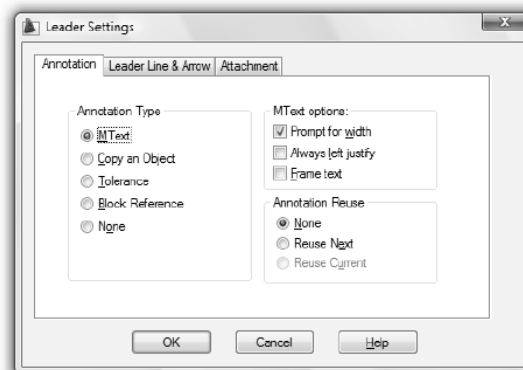 Leader Settings
Annotation
Leader Line & Arrow
Attachment
Annotation Type
MText
Copy an Object
Tolerance
Block Reference
None
MText options:
Prompt for width
Always left justify
Frame text
Annotation Reuse
None
Reuse Next
Reuse Current
OK
Cancel
Help